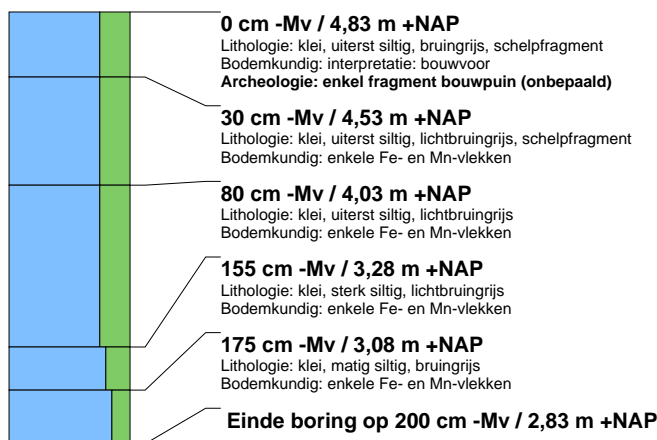 0 cm -Mv / 4,83 m +NAP
Lithologie: klei, uiterst siltig, bruingrijs, schelpfragment
Bodemkundig: interpretatie: bouwvoor
Archeologie: enkel fragment bouwpuin (onbepaald)
30 cm -Mv / 4,53 m +NAP
Lithologie: klei, uiterst siltig, lichtbruingrijs, schelpfragment
Bodemkundig: enkele Fe- en Mn-vlekken
80 cm -Mv / 4,03 m +NAP
Lithologie: klei, uiterst siltig, lichtbruingrijs
Bodemkundig: enkele Fe- en Mn-vlekken
155 cm -Mv / 3,28 m +NAP
Lithologie: klei, sterk siltig, lichtbruingrijs
Bodemkundig: enkele Fe- en Mn-vlekken
175 cm -Mv / 3,08 m +NAP
Lithologie: klei, matig siltig, bruingrijs
Bodemkundig: enkele Fe- en Mn-vlekken
Einde boring op 200 cm -Mv / 2,83 m +NAP